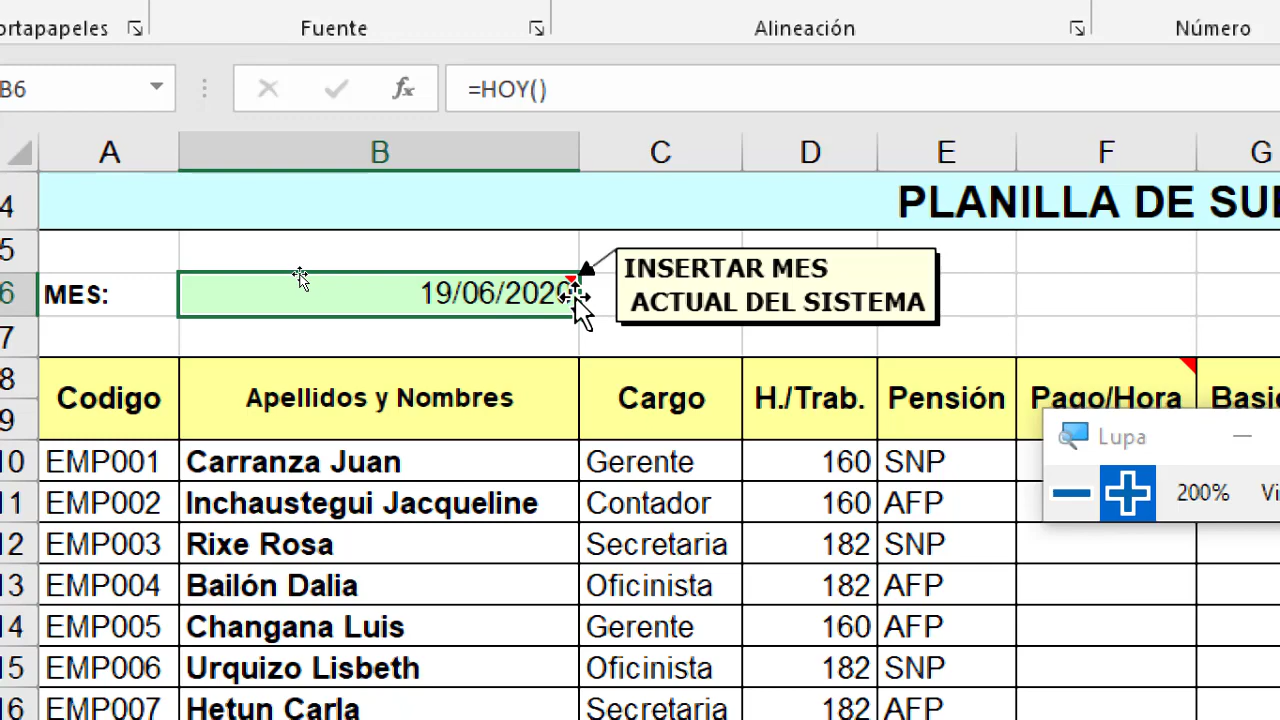 ortapapeles Fuente Alineación Número
B6 fx =HOY()
A B C D E F G
4 PLANILLA DE SU
5
6 MES: 19/06/2020 INSERTAR MES
ACTUAL DEL SISTEMA
7
8 Codigo Apellidos y Nombres Cargo H./Trab. Pensión Pago/Hora Basi
9
Lupa
10 EMP001 Carranza Juan Gerente 160 SNP
200% Vi
11 EMP002 Inchaustegui Jacqueline Contador 160 AFP
12 EMP003 Rixe Rosa Secretaria 182 SNP
13 EMP004 Bailón Dalia Oficinista 182 AFP
14 EMP005 Changana Luis Gerente 160 AFP
15 EMP006 Urquizo Lisbeth Oficinista 182 SNP
16 EMP007 Hetun Carla Secretaria 182 AFP